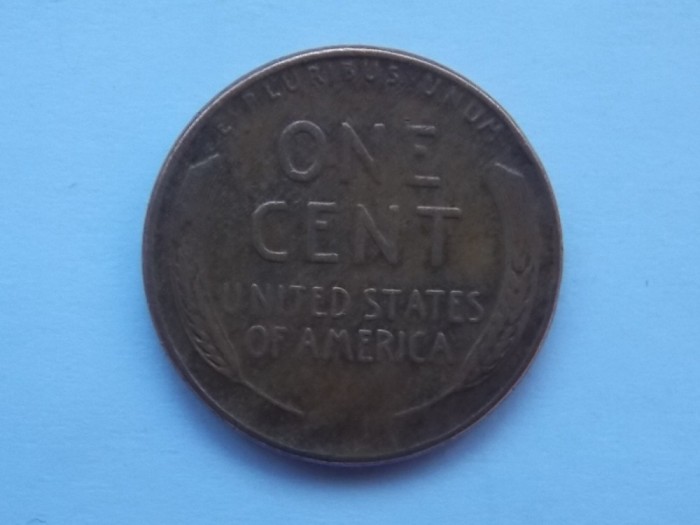 E PLURIBUS UNUM
ONE
CENT
UNITED STATES
OF AMERICA